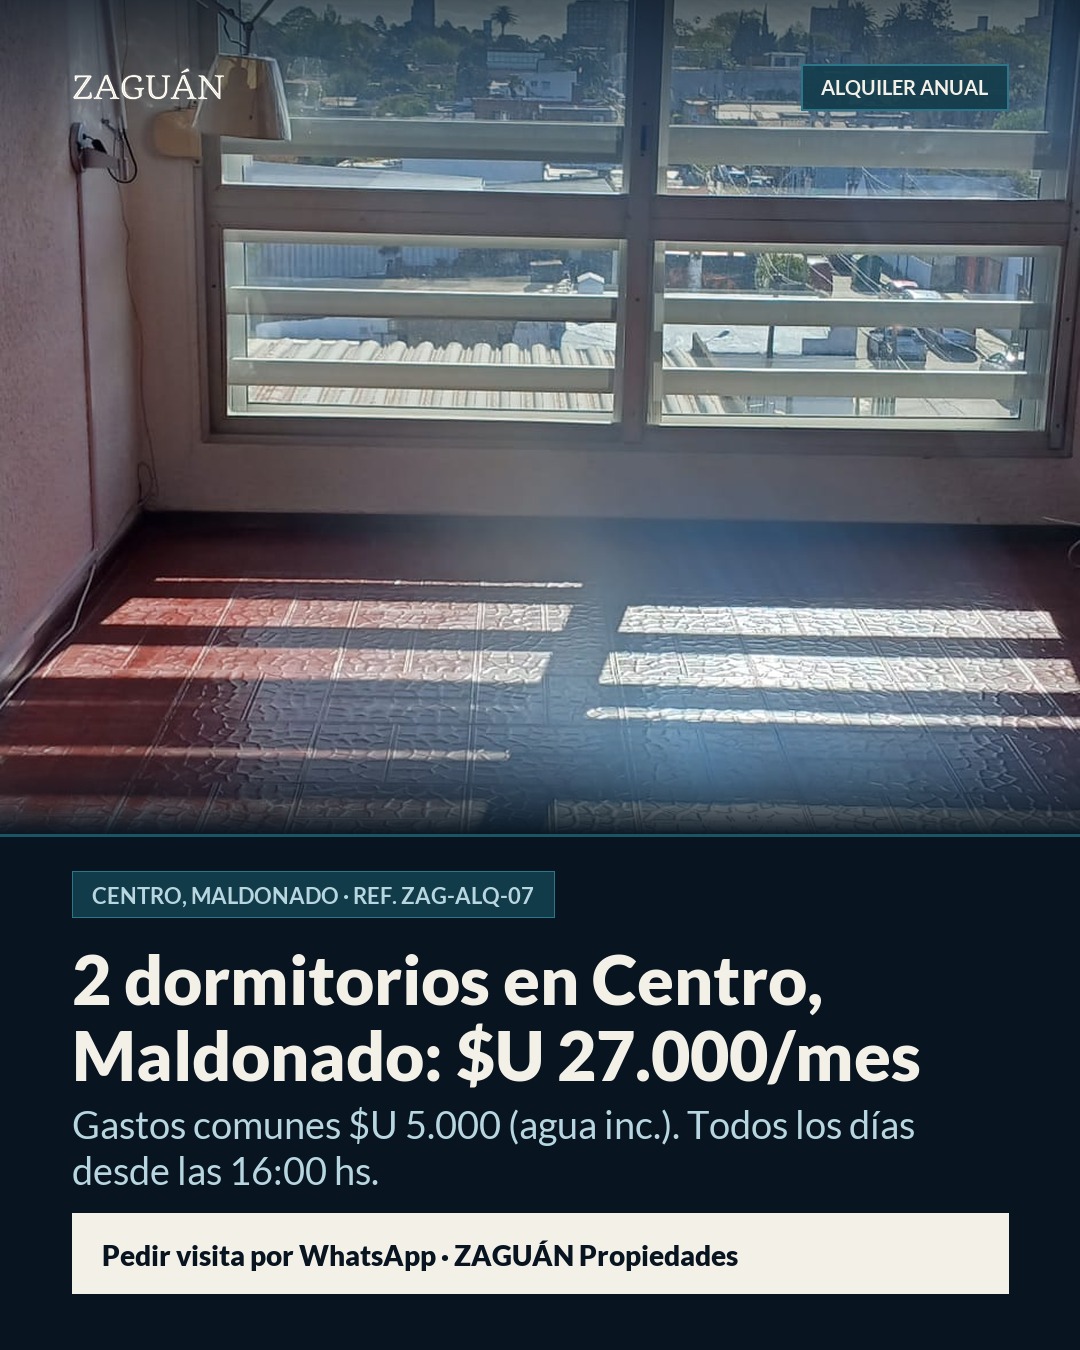 ZAGUÁN
ALQUILER ANUAL
CENTRO, MALDONADO · REF. ZAG-ALQ-07
2 dormitorios en Centro,
Maldonado: $U 27.000/mes
Gastos comunes $U 5.000 (agua inc.). Todos los días
desde las 16:00 hs.
Pedir visita por WhatsApp · ZAGUÁN Propiedades